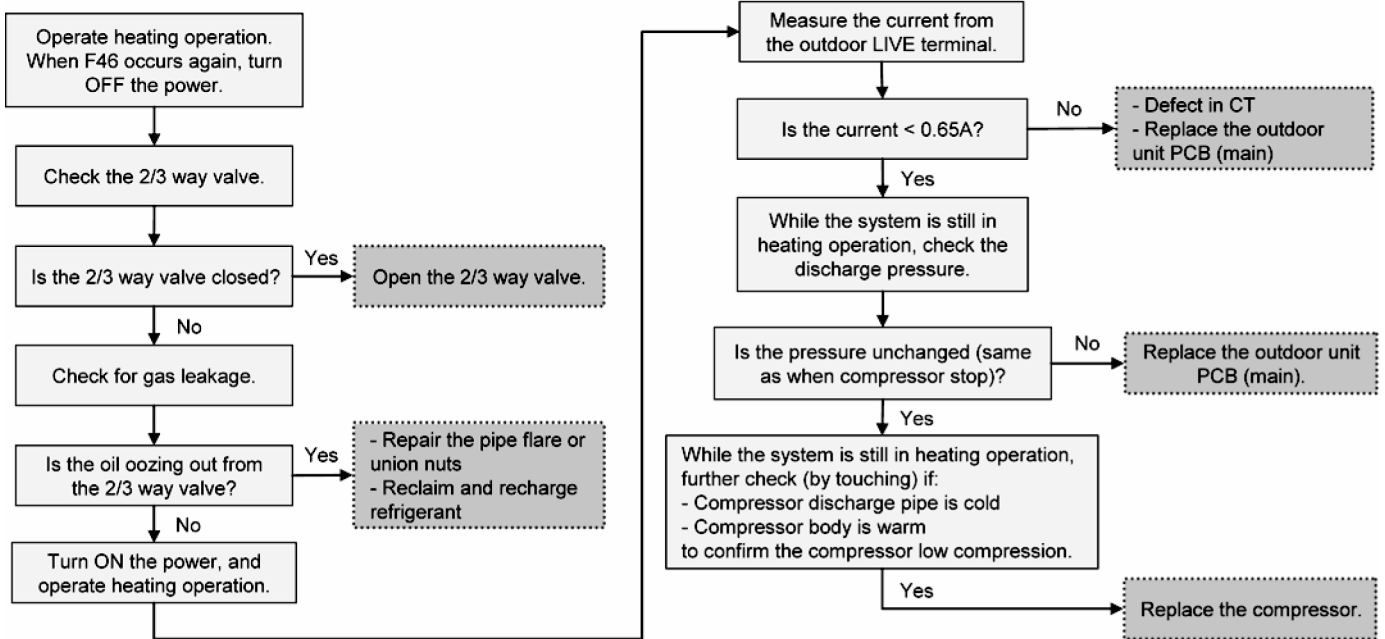 Operate heating operation.
When F46 occurs again, turn
OFF the power.
Check the 2/3 way valve.
Is the 2/3 way valve closed?
Yes
Open the 2/3 way valve.
No
Check for gas leakage.
Is the oil oozing out from
the 2/3 way valve?
Yes
- Repair the pipe flare or
union nuts
- Reclaim and recharge
refrigerant
No
Turn ON the power, and
operate heating operation.
Measure the current from
the outdoor LIVE terminal.
Is the current < 0.65A?
No
- Defect in CT
- Replace the outdoor
unit PCB (main)
Yes
While the system is still in
heating operation, check the
discharge pressure.
Is the pressure unchanged (same
as when compressor stop)?
No
Replace the outdoor unit
PCB (main).
Yes
While the system is still in heating operation,
further check (by touching) if:
- Compressor discharge pipe is cold
- Compressor body is warm
to confirm the compressor low compression.
Yes
Replace the compressor.